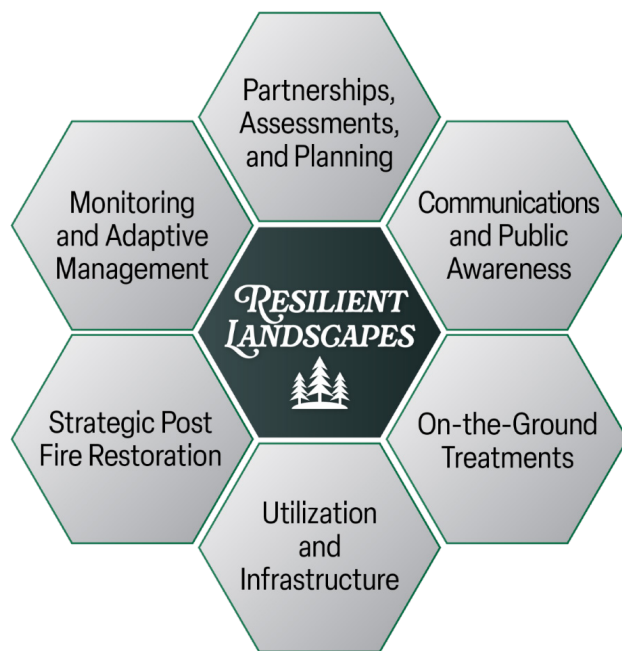 Partnerships,
Assessments,
and Planning
Communications
and Public
Awareness
On-the-Ground
Treatments
Utilization
and
Infrastructure
Strategic Post
Fire Restoration
Monitoring
and Adaptive
Management
RESILIENT
LANDSCAPES